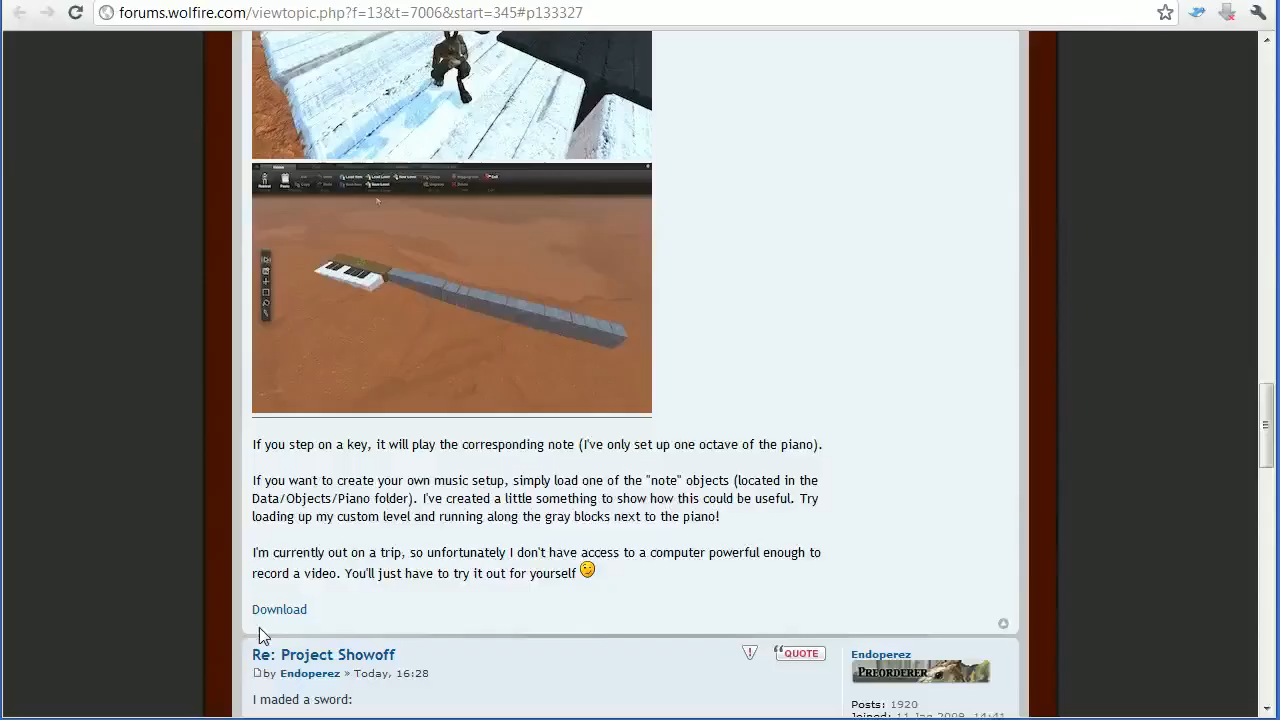 forums.wolfire.com/viewtopic.php?f=13&t=7006&start=345#p133327
If you step on a key, it will play the corresponding note (I've only set up one octave of the piano).
If you want to create your own music setup, simply load one of the "note" objects (located in the
Data/Objects/Piano folder). I've created a little something to show how this could be useful. Try
loading up my custom level and running along the gray blocks next to the piano!
I'm currently out on a trip, so unfortunately I don't have access to a computer powerful enough to
record a video. You'll just have to try it out for yourself
Download
Re: Project Showoff
QUOTE
by Endoperez » Today, 16:28
I maded a sword:
Endoperez
PREORDERER
Posts: 1920
Joined: 11 Jan 2009, 14:41